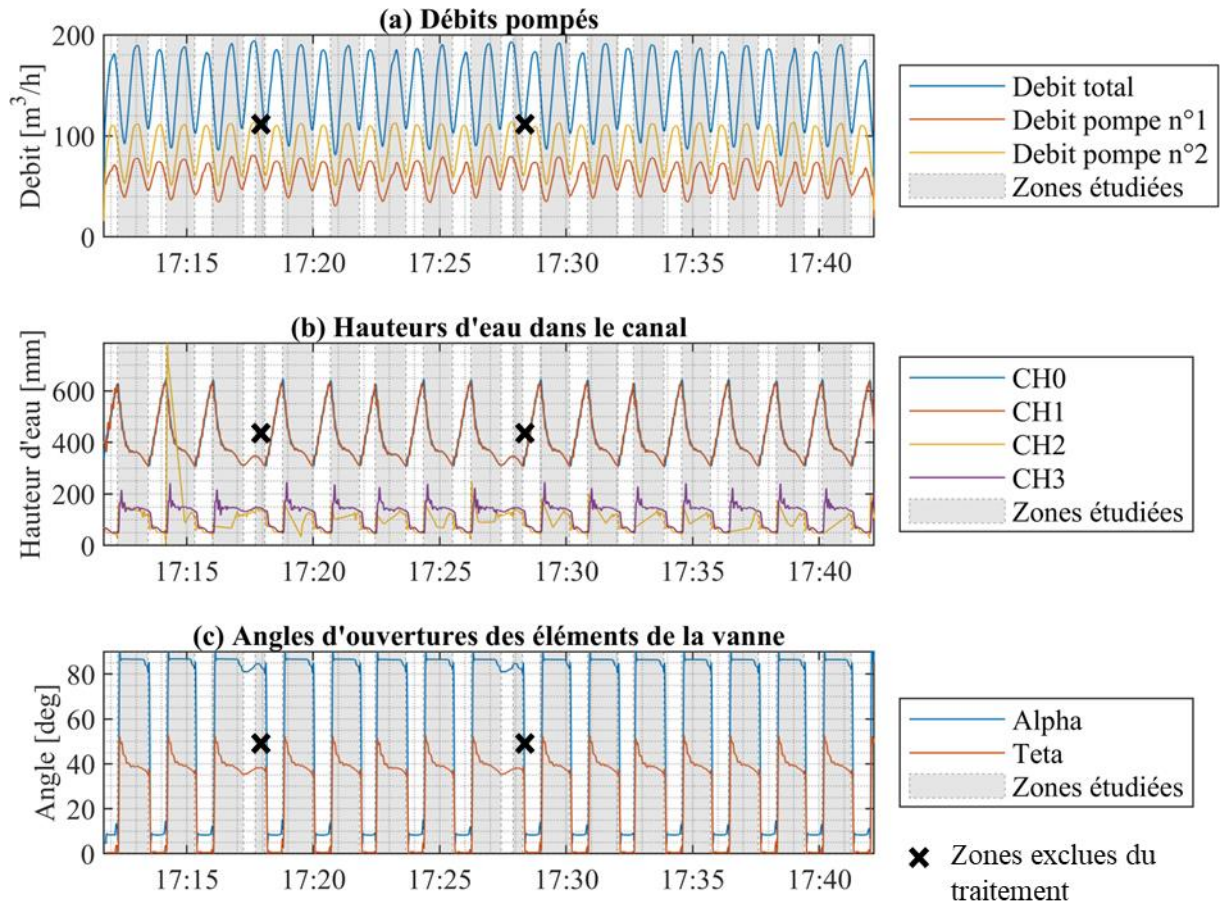 (a) Débits pompés
Debit [m³/h]
200
100
0
17:15 17:20 17:25 17:30 17:35 17:40
Debit total
Debit pompe n°1
Debit pompe n°2
Zones étudiées
(b) Hauteurs d'eau dans le canal
Hauteur d'eau [mm]
600
400
200
0
17:15 17:20 17:25 17:30 17:35 17:40
CH0
CH1
CH2
CH3
Zones étudiées
(c) Angles d'ouvertures des éléments de la vanne
Angle [deg]
80
60
40
20
0
17:15 17:20 17:25 17:30 17:35 17:40
Alpha
Teta
Zones étudiées
Zones exclues du
traitement